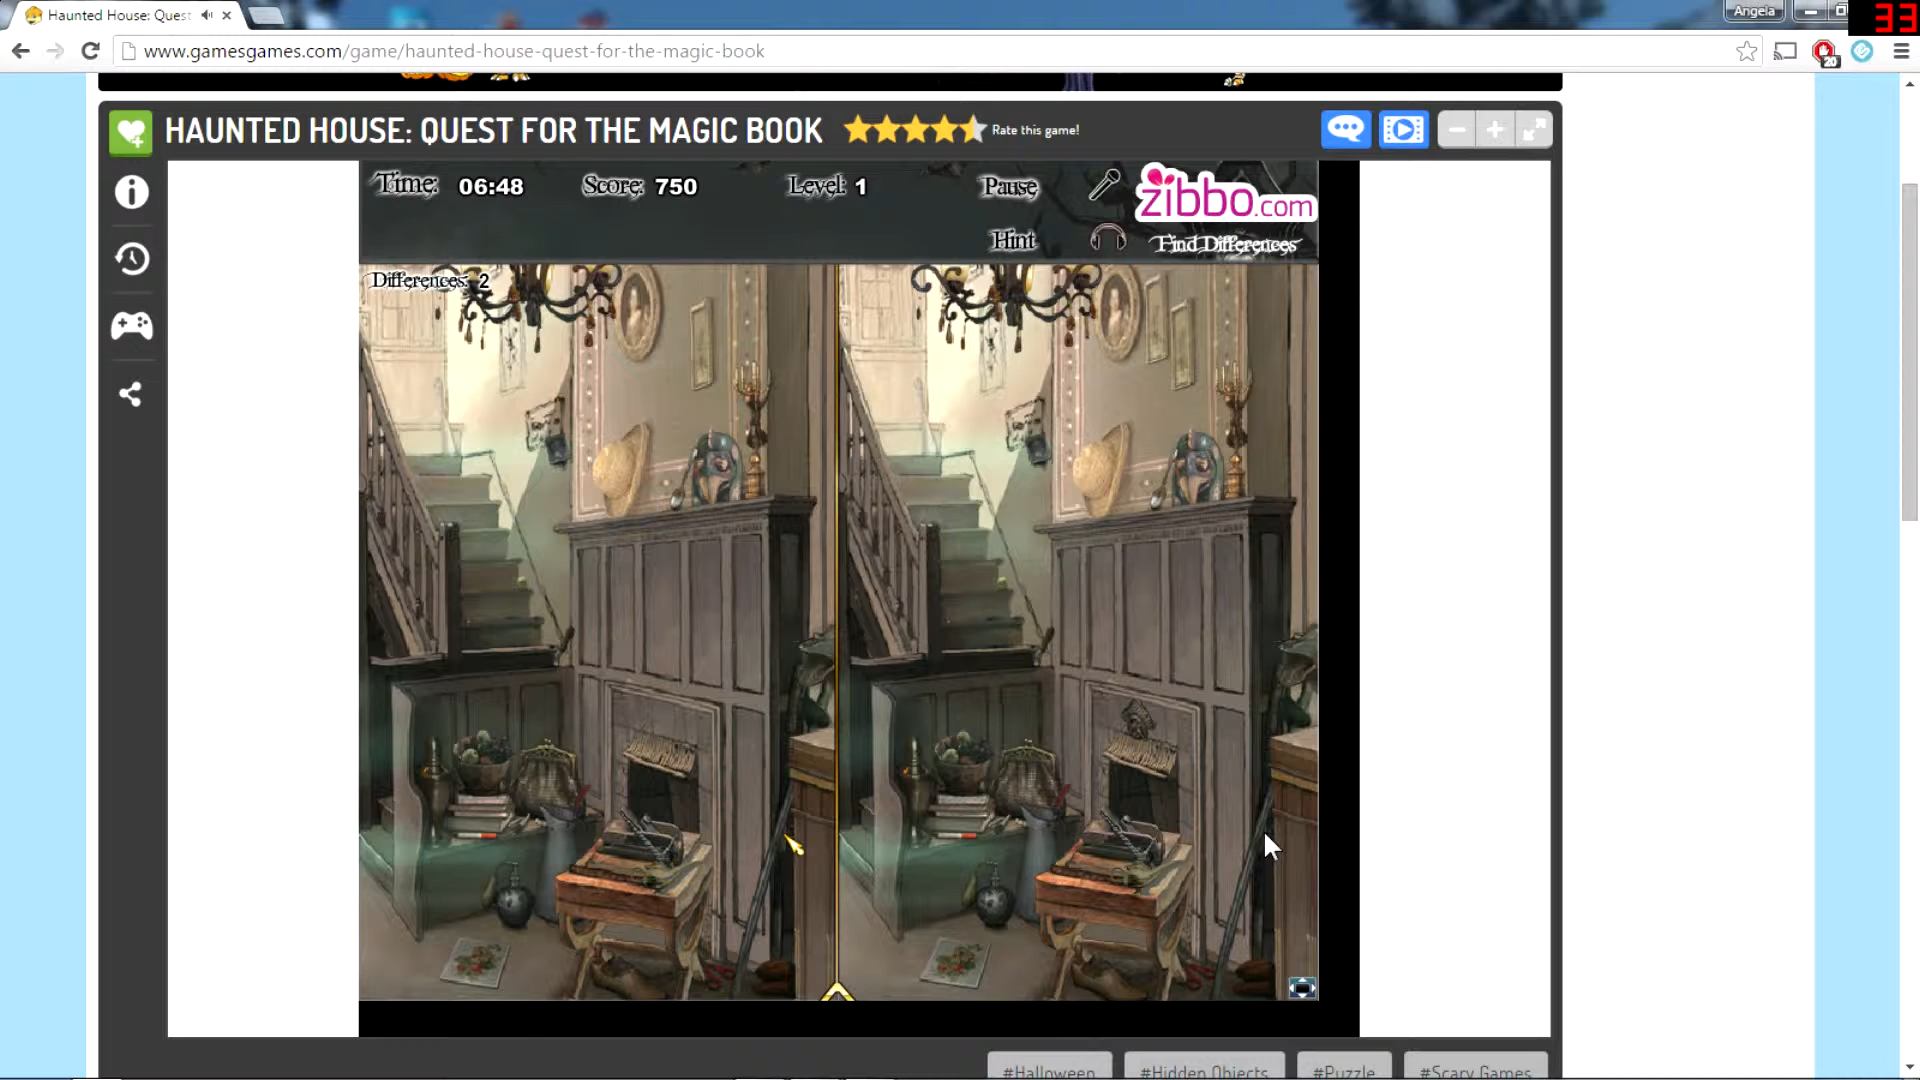 Haunted House: Quest
Angela
33
www.gamesgames.com/game/haunted-house-quest-for-the-magic-book
20
HAUNTED HOUSE: QUEST FOR THE MAGIC BOOK
Rate this game!
Time: 06:48 Score: 750 Level: 1 Pause
zibbo.com
Hint Find Differences
Differences: 2
#Halloween #Hidden Objects #Puzzle #Scary Games